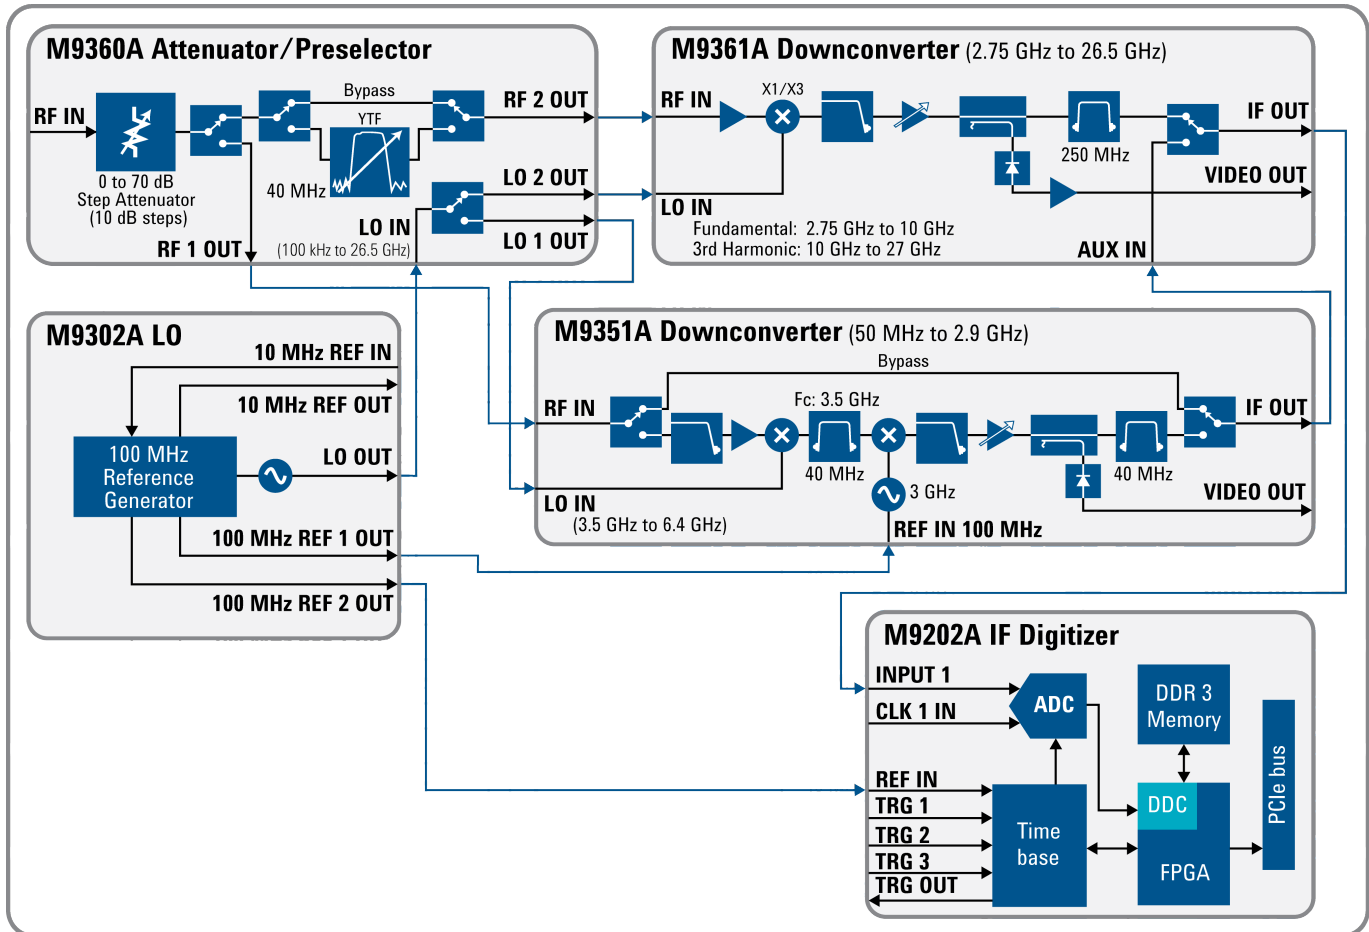 M9360A Attenuator/Preselector
RF IN
0 to 70 dB
Step Attenuator
(10 dB steps)
Bypass
YTF
40 MHz
RF 2 OUT
LO 2 OUT
LO IN
(100 kHz to 26.5 GHz)
LO 1 OUT
RF 1 OUT
M9361A Downconverter (2.75 GHz to 26.5 GHz)
RF IN
X1/X3
250 MHz
IF OUT
VIDEO OUT
LO IN
Fundamental: 2.75 GHz to 10 GHz
3rd Harmonic: 10 GHz to 27 GHz
AUX IN
M9302A LO
10 MHz REF IN
10 MHz REF OUT
100 MHz
Reference
Generator
LO OUT
100 MHz REF 1 OUT
100 MHz REF 2 OUT
M9351A Downconverter (50 MHz to 2.9 GHz)
Bypass
RF IN
Fc: 3.5 GHz
IF OUT
40 MHz
40 MHz
3 GHz
LO IN
(3.5 GHz to 6.4 GHz)
VIDEO OUT
REF IN 100 MHz
M9202A IF Digitizer
INPUT 1
CLK 1 IN
ADC
DDR 3
Memory
PCIe bus
REF IN
TRG 1
TRG 2
TRG 3
TRG OUT
Time
base
DDC
FPGA